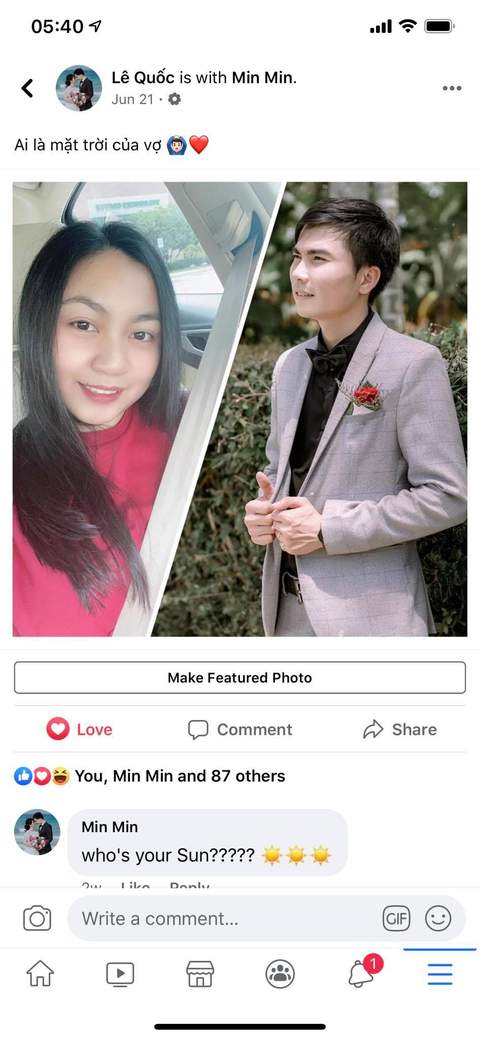 05:40
Lê Quốc is with Min Min.
Jun 21 ·
Ai là mặt trời của vợ 🙆🏻‍♂️❤️
Make Featured Photo
Love Comment Share
You, Min Min and 87 others
Min Min
who's your Sun????? ☀️☀️☀️
2w Like Reply
Write a comment...
GIF
1